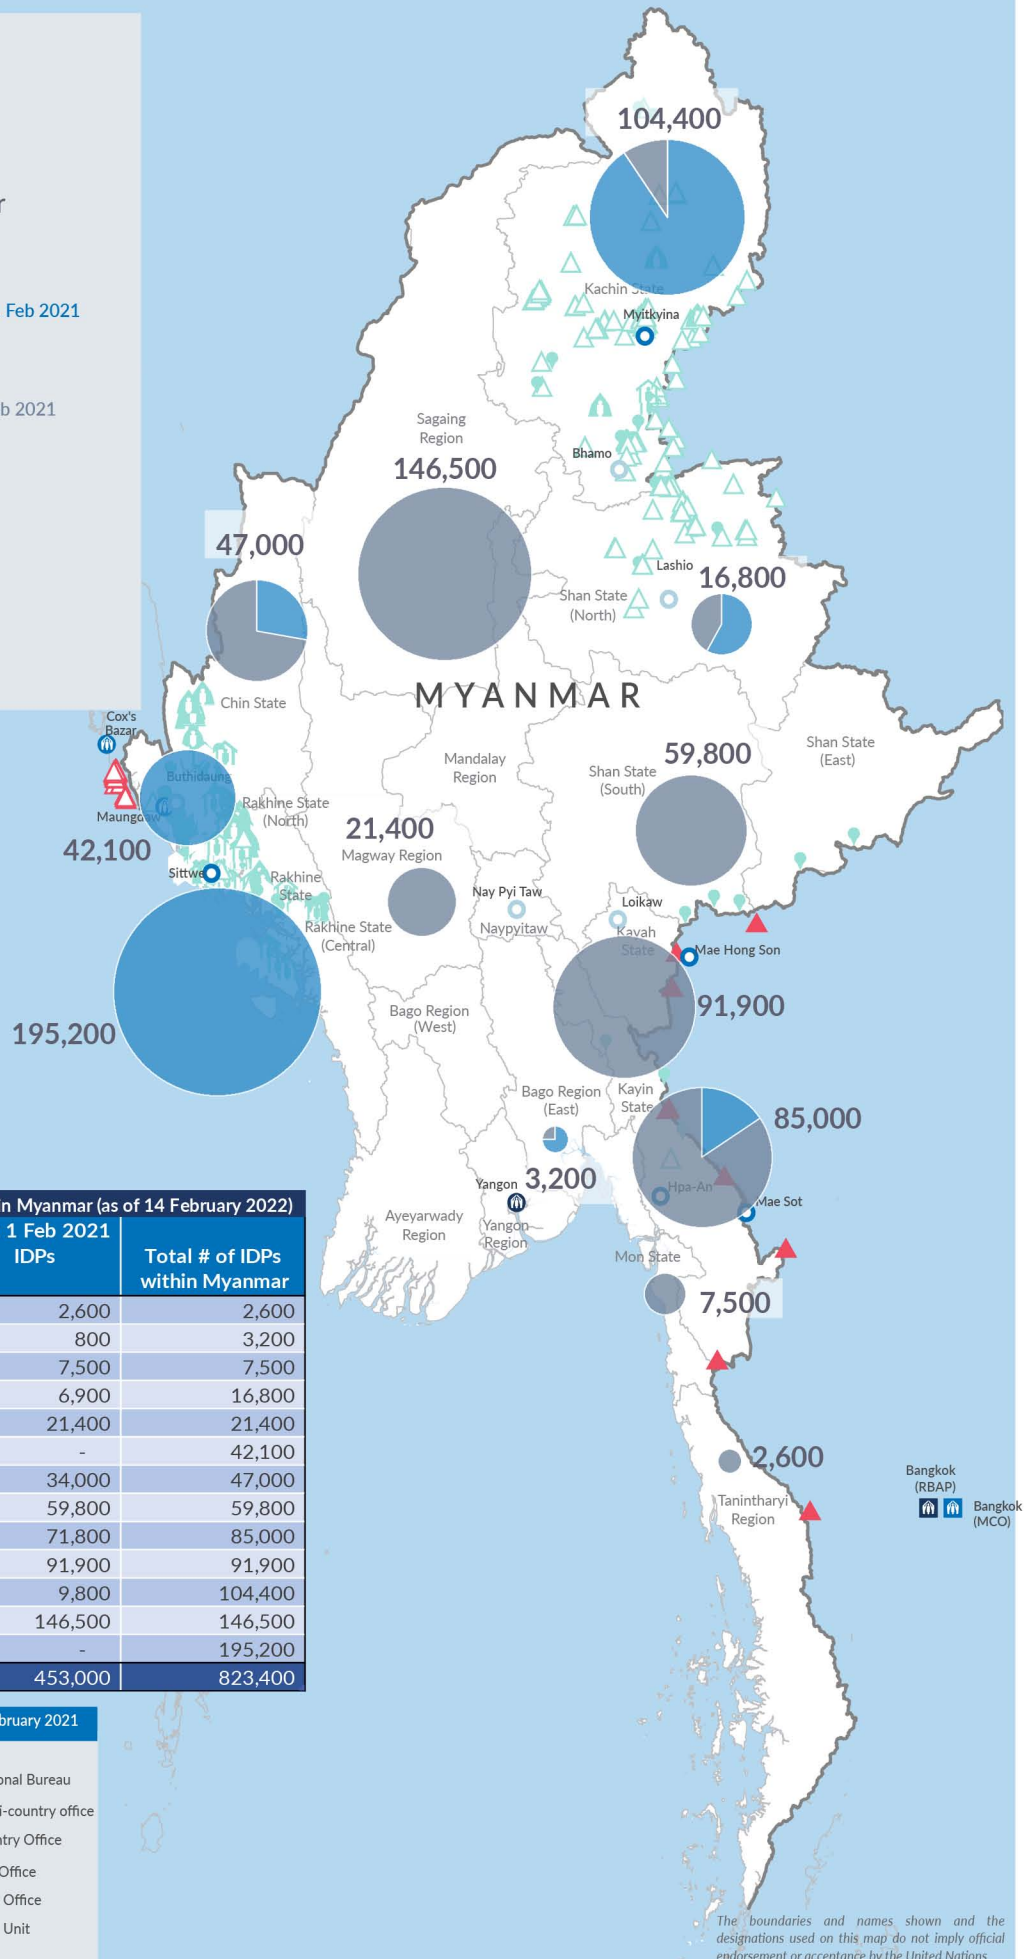 r
Feb 2021
b 2021
104,400
Kachin State
Myitkyina
Sagaing
Region
146,500
Bhamo
47,000
Lashio
16,800
Shan State
(North)
Chin State
MYANMAR
Cox's
Bazar
Buthidaung
Maungdaw
42,100
Rakhine State
(North)
Sittwe
Rakhine
State
Rakhine State
(Central)
195,200
Mandalay
Region
21,400
Magway Region
59,800
Shan State
(South)
Shan State
(East)
Nay Pyi Taw
Naypyitaw
Loikaw
Kayah
State
Mae Hong Son
91,900
Bago Region
(West)
Bago Region
(East)
Kayin
State
85,000
3,200
Yangon
Yangon
Region
Hpa-An
Mae Sot
Ayeyarwady
Region
Mon State
7,500
2,600
Tanintharyi
Region
Bangkok
(RBAP)
Bangkok
(MCO)
in Myanmar (as of 14 February 2022)
1 Feb 2021
IDPs
Total # of IDPs
within Myanmar
2,600 2,600
800 3,200
7,500 7,500
6,900 16,800
21,400 21,400
- 42,100
34,000 47,000
59,800 59,800
71,800 85,000
91,900 91,900
9,800 104,400
146,500 146,500
- 195,200
453,000 823,400
bruary 2021
onal Bureau
i-country office
ntry Office
Office
Office
Unit
The boundaries and names shown and the
designations used on this map do not imply official
endorsement or acceptance by the United Nations